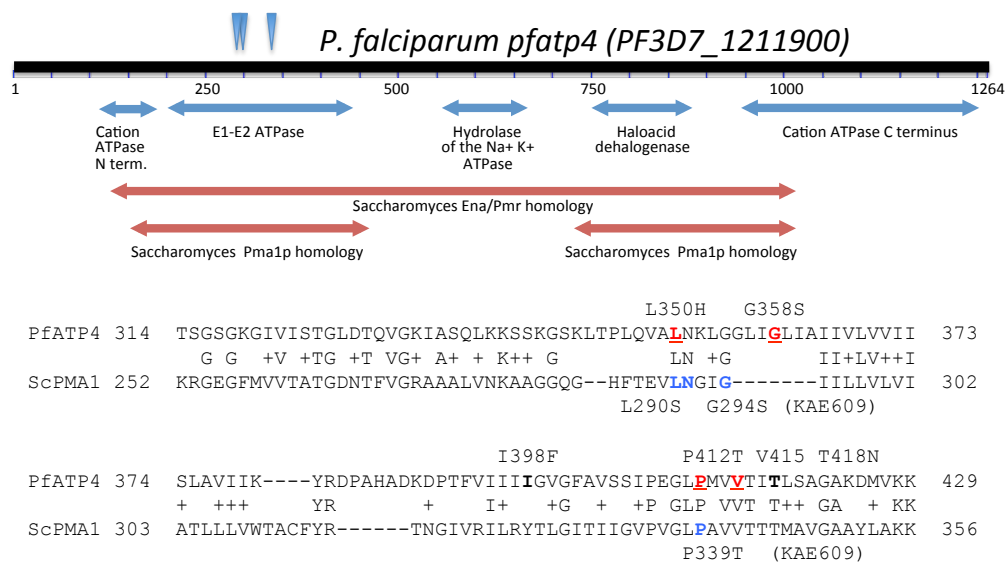 P. falciparum pfatp4 (PF3D7_1211900)
1 250 500 750 1000 1264
Cation
ATPase
N term.
E1-E2 ATPase
Hydrolase
of the Na+ K+
ATPase
Haloacid
dehalogenase
Cation ATPase C terminus
Saccharomyces Ena/Pmr homology
Saccharomyces Pma1p homology
Saccharomyces Pma1p homology
L350H G358S
PfATP4 314 TSGSGKGIVISTGLDTQVGKIASQLKKSSKGSKLTPLQVALNKLGGLIGLIAIIVLVVII 373
G G +V +TG +T VG+ A+ + K++ G LN +G II+LV++I
ScPMA1 252 KRGEGFMVVTATGDNTFVGRAAALVNKAAGGQG--HFTEVLNGIG-------IILLVLVI 302
L290S G294S (KAE609)
I398F P412T V415 T418N
PfATP4 374 SLAVIIK----YRDPAHADKDPTFVIIIIGVGFAVSSIPEGLPMVVTITLSAGAKDMVKK 429
+ +++ YR + I+ +G + +P GLP VVT T++ GA + KK
ScPMA1 303 ATLLLVWTACFYR------TNGIVRILRYTLGITIIGVPVGLPAVVTTTMAVGAAYLAKK 356
P339T (KAE609)